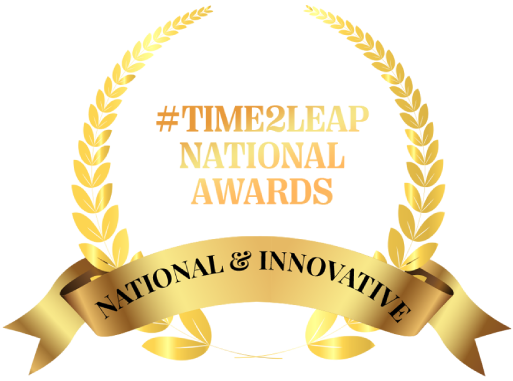 #TIME2LEAP
NATIONAL
AWARDS
NATIONAL & INNOVATIVE